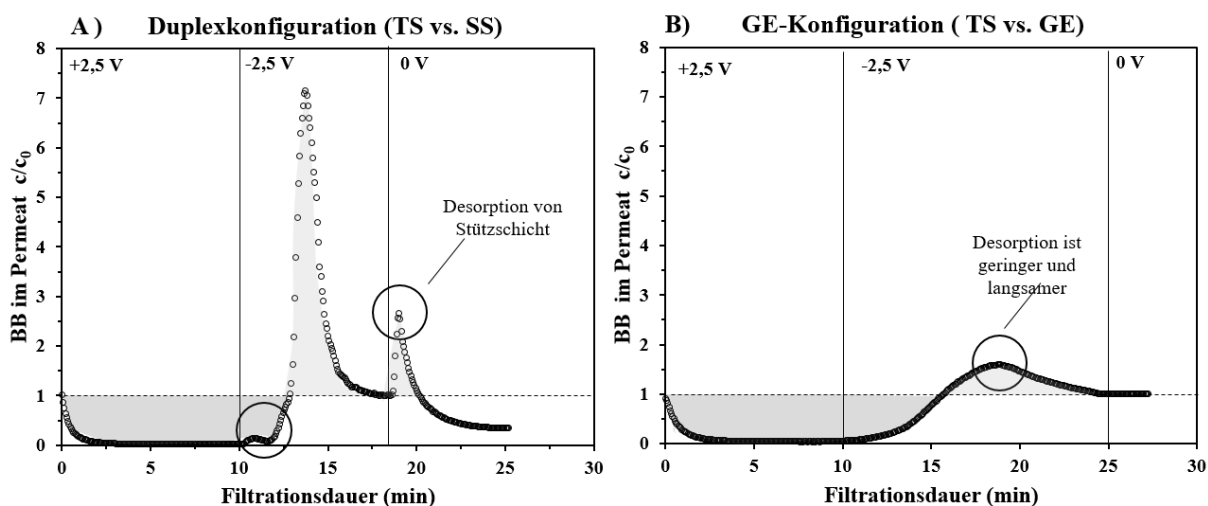 A ) Duplexkonfiguration (TS vs. SS)
BB im Permeat c/c0
8
7
6
5
4
3
2
1
0
+2,5 V
-2,5 V
0 V
Desorption von
Stützschicht
0 5 10 15 20 25 30
Filtrationsdauer (min)
B) GE-Konfiguration ( TS vs. GE)
BB im Permeat c/c0
8
7
6
5
4
3
2
1
0
+2,5 V
-2,5 V
0 V
Desorption ist
geringer und
langsamer
0 5 10 15 20 25 30
Filtrationsdauer (min)